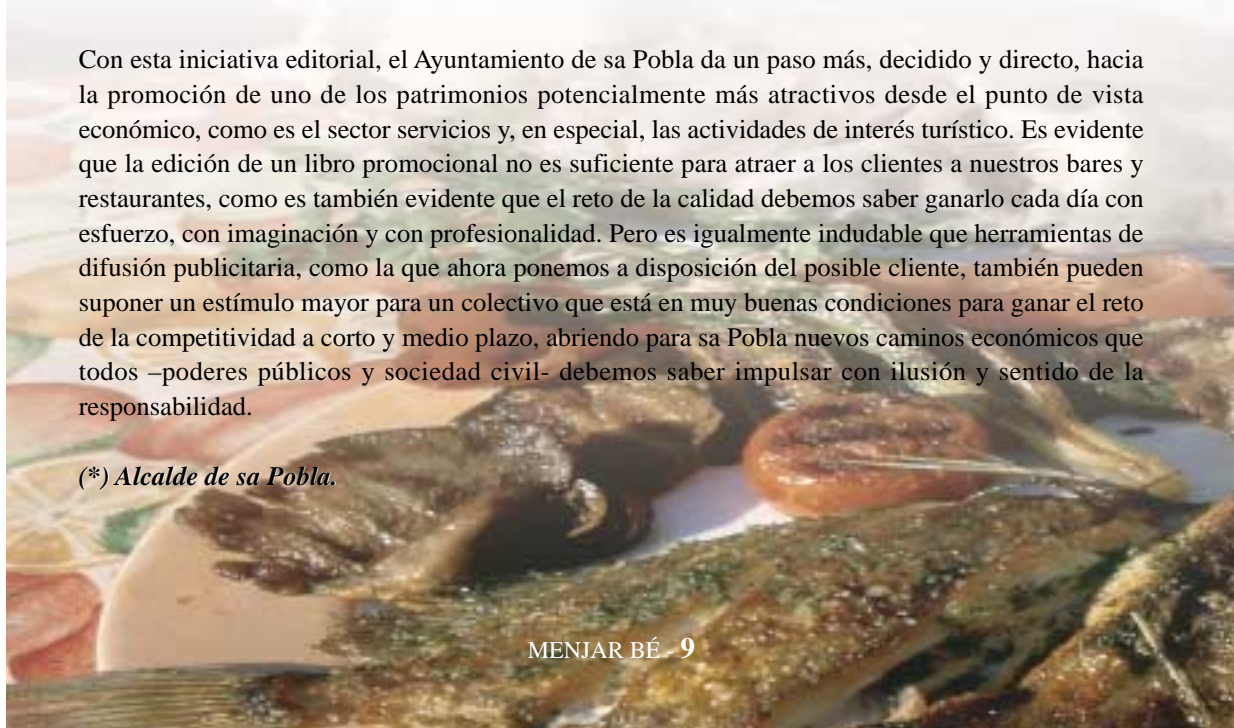 Con esta iniciativa editorial, el Ayuntamiento de sa Pobla da un paso más, decidido y directo, hacia
la promoción de uno de los patrimonios potencialmente más atractivos desde el punto de vista
económico, como es el sector servicios y, en especial, las actividades de interés turístico. Es evidente
que la edición de un libro promocional no es suficiente para atraer a los clientes a nuestros bares y
restaurantes, como es también evidente que el reto de la calidad debemos saber ganarlo cada día con
esfuerzo, con imaginación y con profesionalidad. Pero es igualmente indudable que herramientas de
difusión publicitaria, como la que ahora ponemos a disposición del posible cliente, también pueden
suponer un estímulo mayor para un colectivo que está en muy buenas condiciones para ganar el reto
de la competitividad a corto y medio plazo, abriendo para sa Pobla nuevos caminos económicos que
todos –poderes públicos y sociedad civil- debemos saber impulsar con ilusión y sentido de la
responsabilidad.
(*) Alcalde de sa Pobla.
MENJAR BÉ - 9